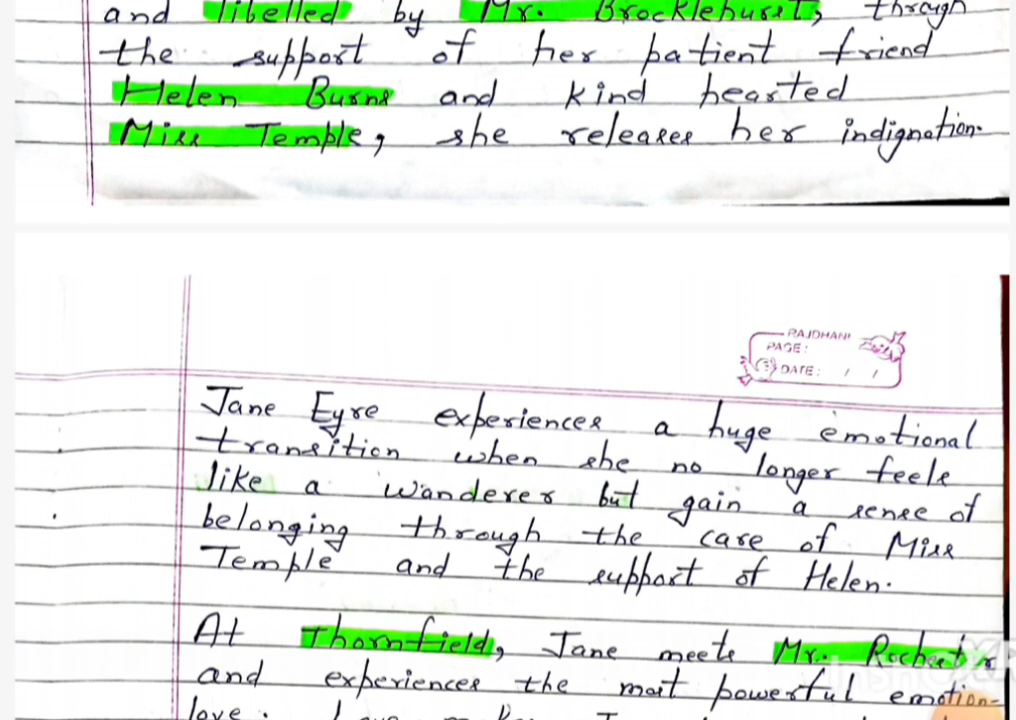 and libelled by Mr. Brocklehurst, through
the support of her patient friend
Helen Burns and kind hearted
Miss Temple, she releases her indignation.
RAJDHANI
PAGE:
DATE: / /
Jane Eyre experiences a huge emotional
transition when she no longer feels
like a wanderer but gain a sense of
belonging through the care of Miss
Temple and the support of Helen.
At Thornfield, Jane meets Mr. Rochester
and experiences the most powerful emotion-
love.